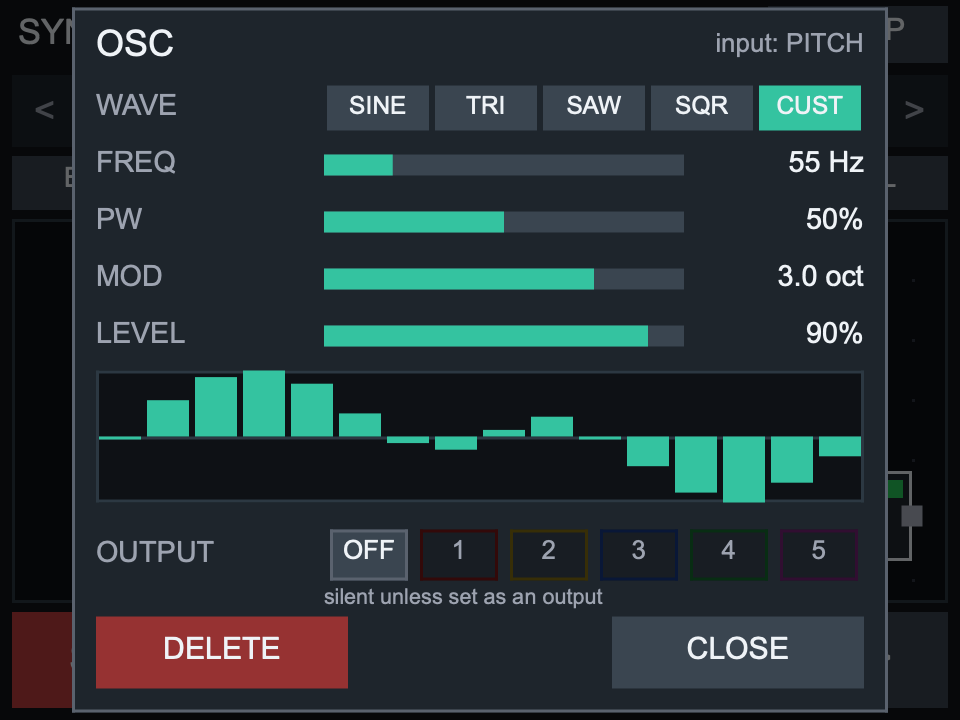 OSC
input: PITCH
WAVE SINE TRI SAW SQR CUST
FREQ 55 Hz
PW 50%
MOD 3.0 oct
LEVEL 90%
OUTPUT OFF 1 2 3 4 5
silent unless set as an output
DELETE CLOSE